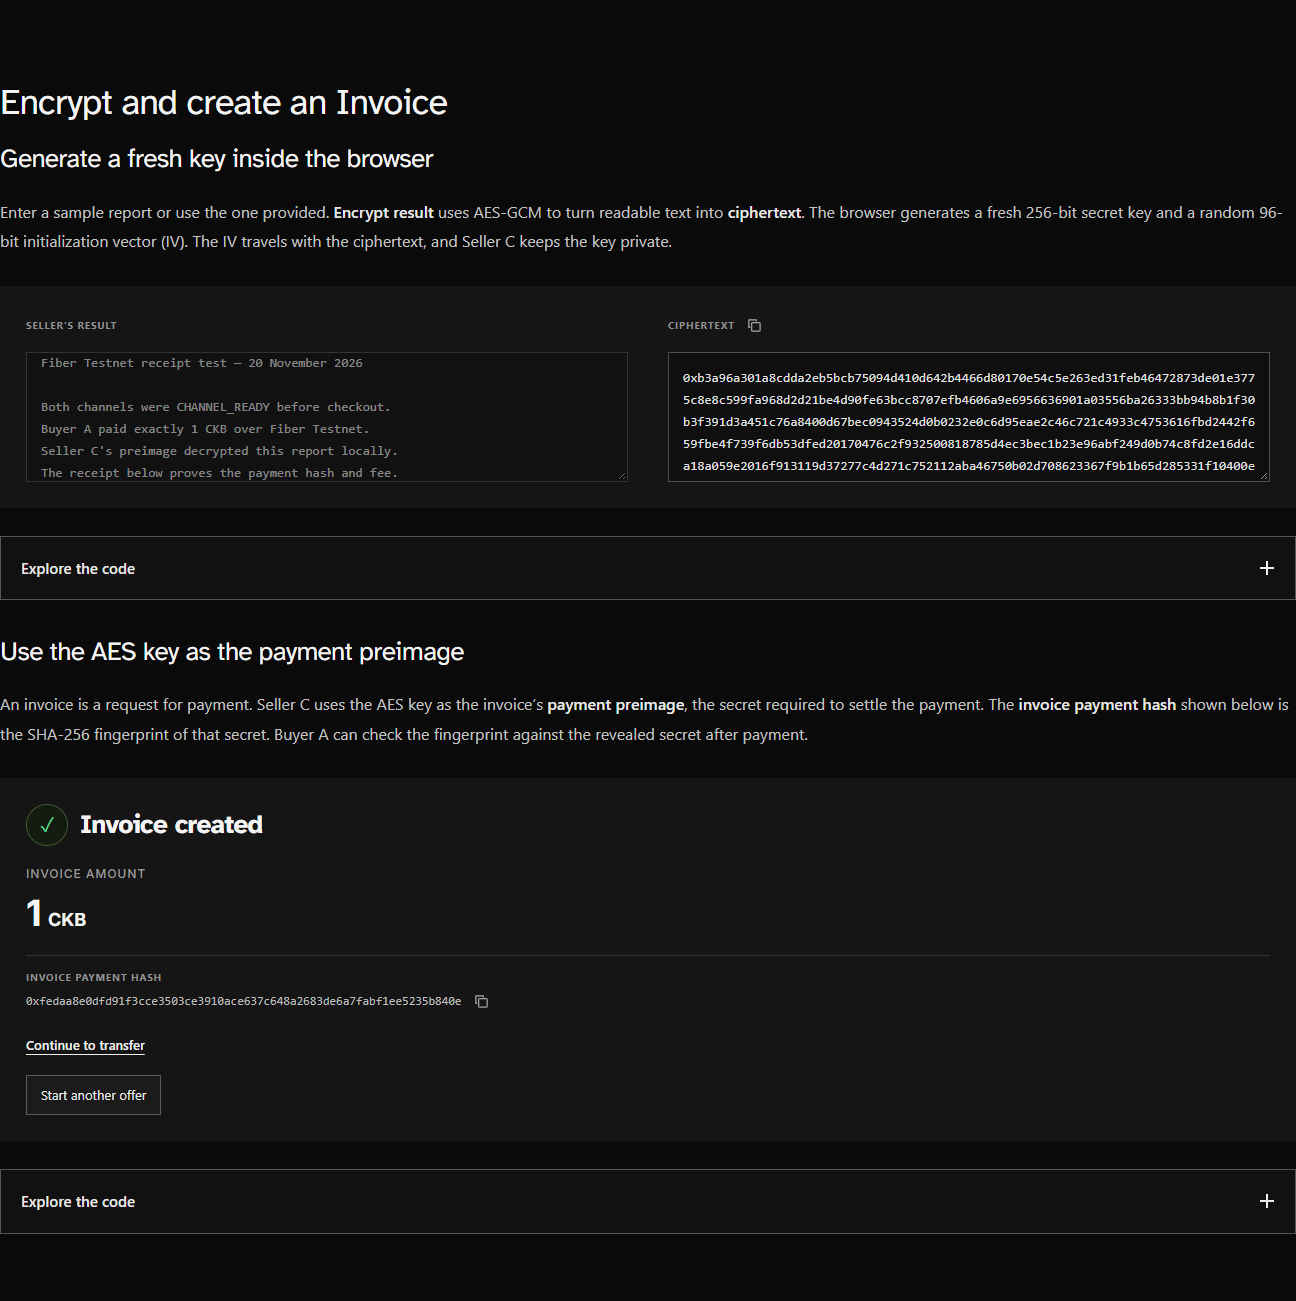 Encrypt and create an Invoice
Generate a fresh key inside the browser
Enter a sample report or use the one provided. Encrypt result uses AES-GCM to turn readable text into ciphertext. The browser generates a fresh 256-bit secret key and a random 96-
bit initialization vector (IV). The IV travels with the ciphertext, and Seller C keeps the key private.
SELLER'S RESULT
Fiber Testnet receipt test — 20 November 2026
Both channels were CHANNEL_READY before checkout.
Buyer A paid exactly 1 CKB over Fiber Testnet.
Seller C's preimage decrypted this report locally.
The receipt below proves the payment hash and fee.
CIPHERTEXT
0xb3a96a301a8cdda2eb5bcb75094d410d642b4466d80170e54c5e263ed31feb46472873de01e377
5c8e8c599fa968d2d21be4d90fe63bcc8707efb4606a9e6956636901a03556ba26333bb94b8b1f30
b3f391d3a451c76a8400d67bec0943524d0b0232e0c6d95eae2c46c721c4933c4753616fbd2442f6
59fbe4f739f6db53dfed20170476c2f932500818785d4ec3bec1b23e96abf249d0b74c8fd2e16ddc
a18a059e2016f913119d37277c4d271c752112aba46750b02d708623367f9b1b65d285331f10400e
Explore the code
Use the AES key as the payment preimage
An invoice is a request for payment. Seller C uses the AES key as the invoice's payment preimage, the secret required to settle the payment. The invoice payment hash shown below is
the SHA-256 fingerprint of that secret. Buyer A can check the fingerprint against the revealed secret after payment.
Invoice created
INVOICE AMOUNT
1 CKB
INVOICE PAYMENT HASH
0xfedaa8e0dfd91f3cce3503ce3910ace637c648a2683de6a7fabf1ee5235b840e
Continue to transfer
Start another offer
Explore the code